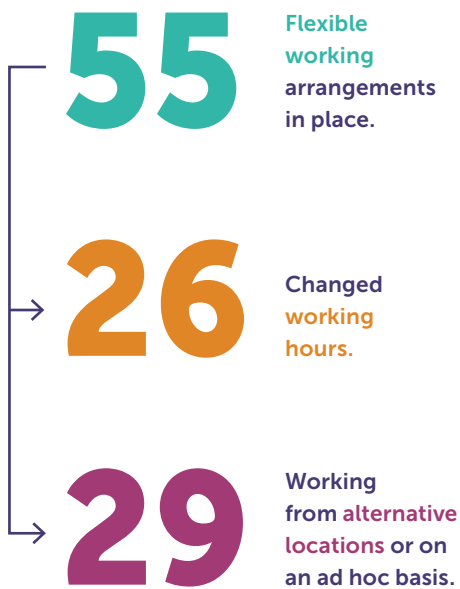 55
Flexible
working
arrangements
in place.
26
Changed
working
hours.
29
Working
from alternative
locations or on
an ad hoc basis.